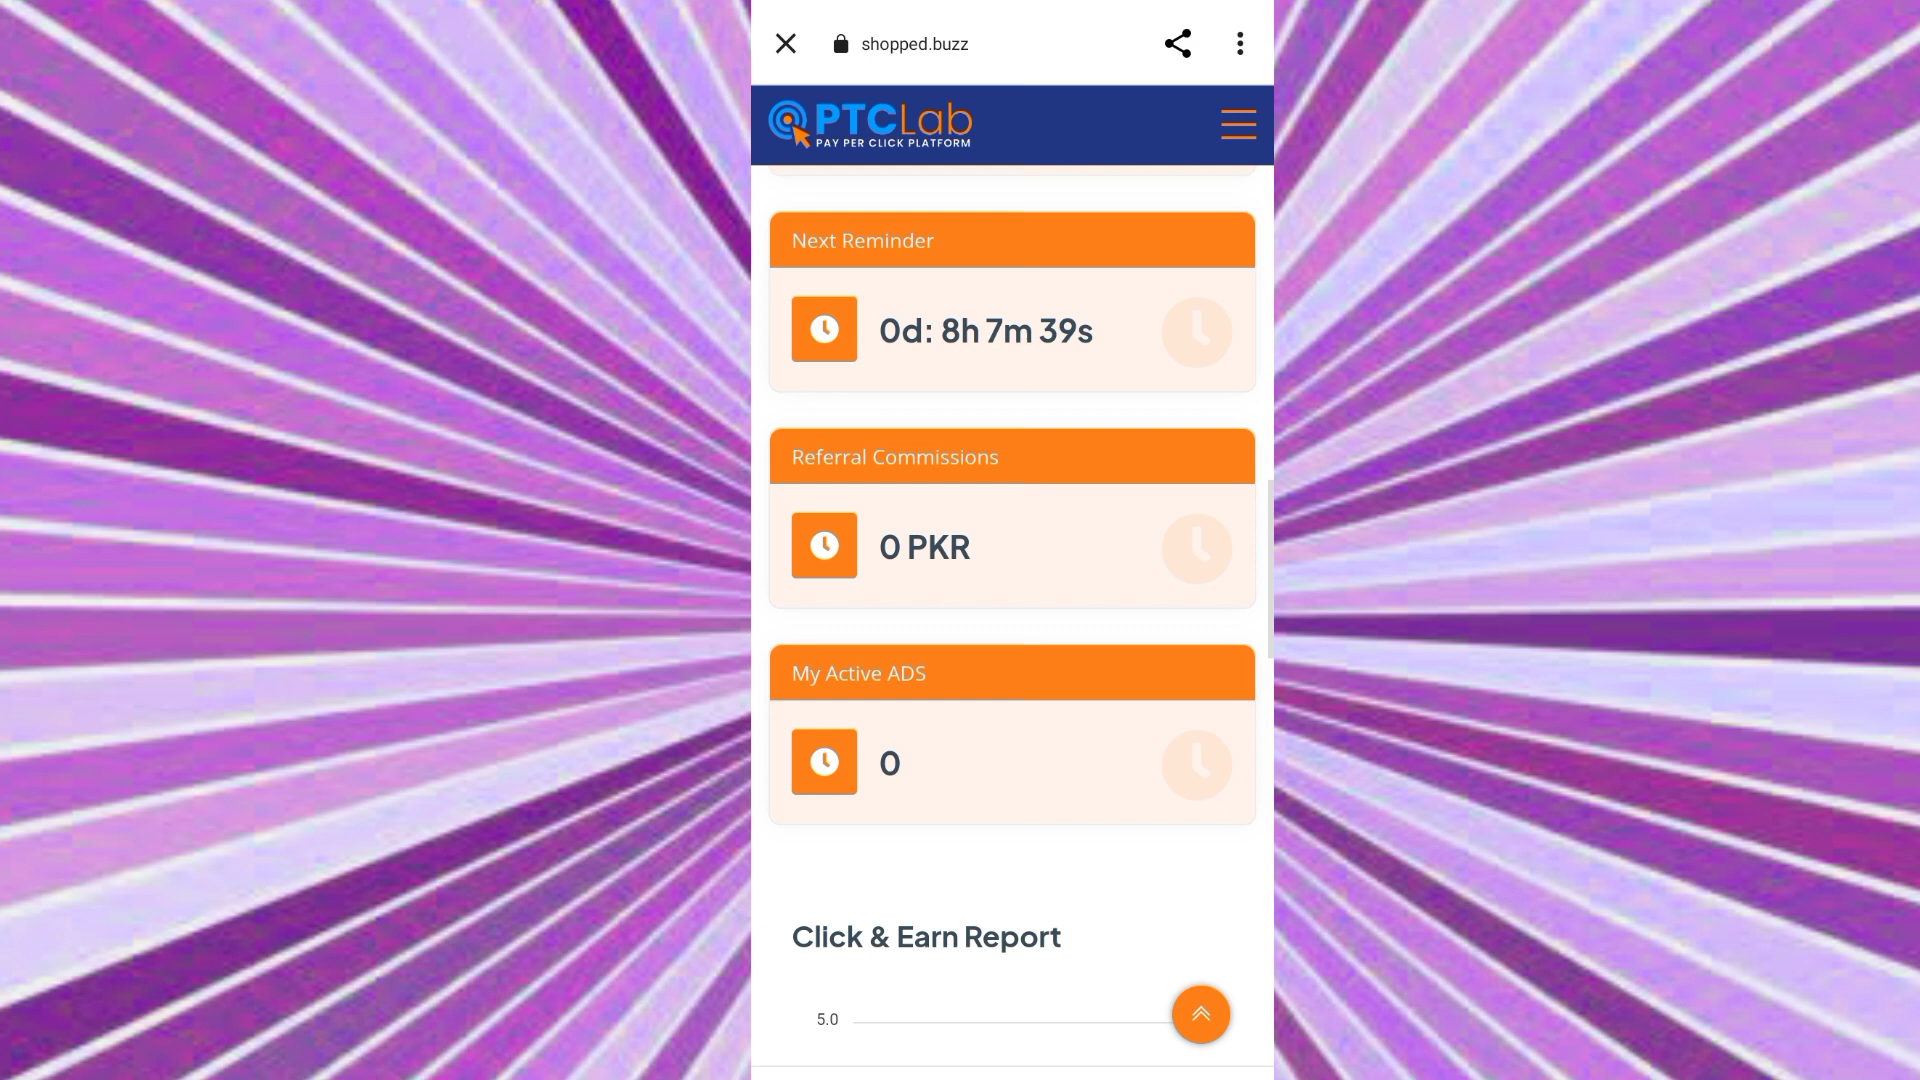 shopped.buzz
PTCLab
PAY PER CLICK PLATFORM
Next Reminder
0d: 8h 7m 39s
Referral Commissions
0 PKR
My Active ADS
0
Click & Earn Report
5.0